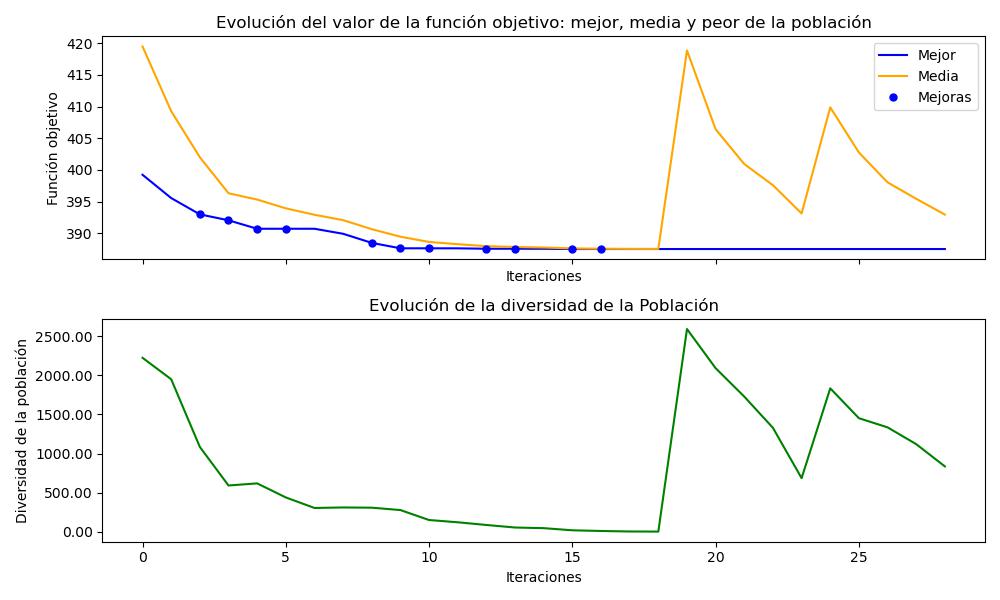 Evolución del valor de la función objetivo: mejor, media y peor de la población
420
415
410
405
400
395
390
Función objetivo
Mejor
Media
Mejoras
Iteraciones
Evolución de la diversidad de la Población
2500.00
2000.00
1500.00
1000.00
500.00
0.00
Diversidad de la población
0 5 10 15 20 25
Iteraciones